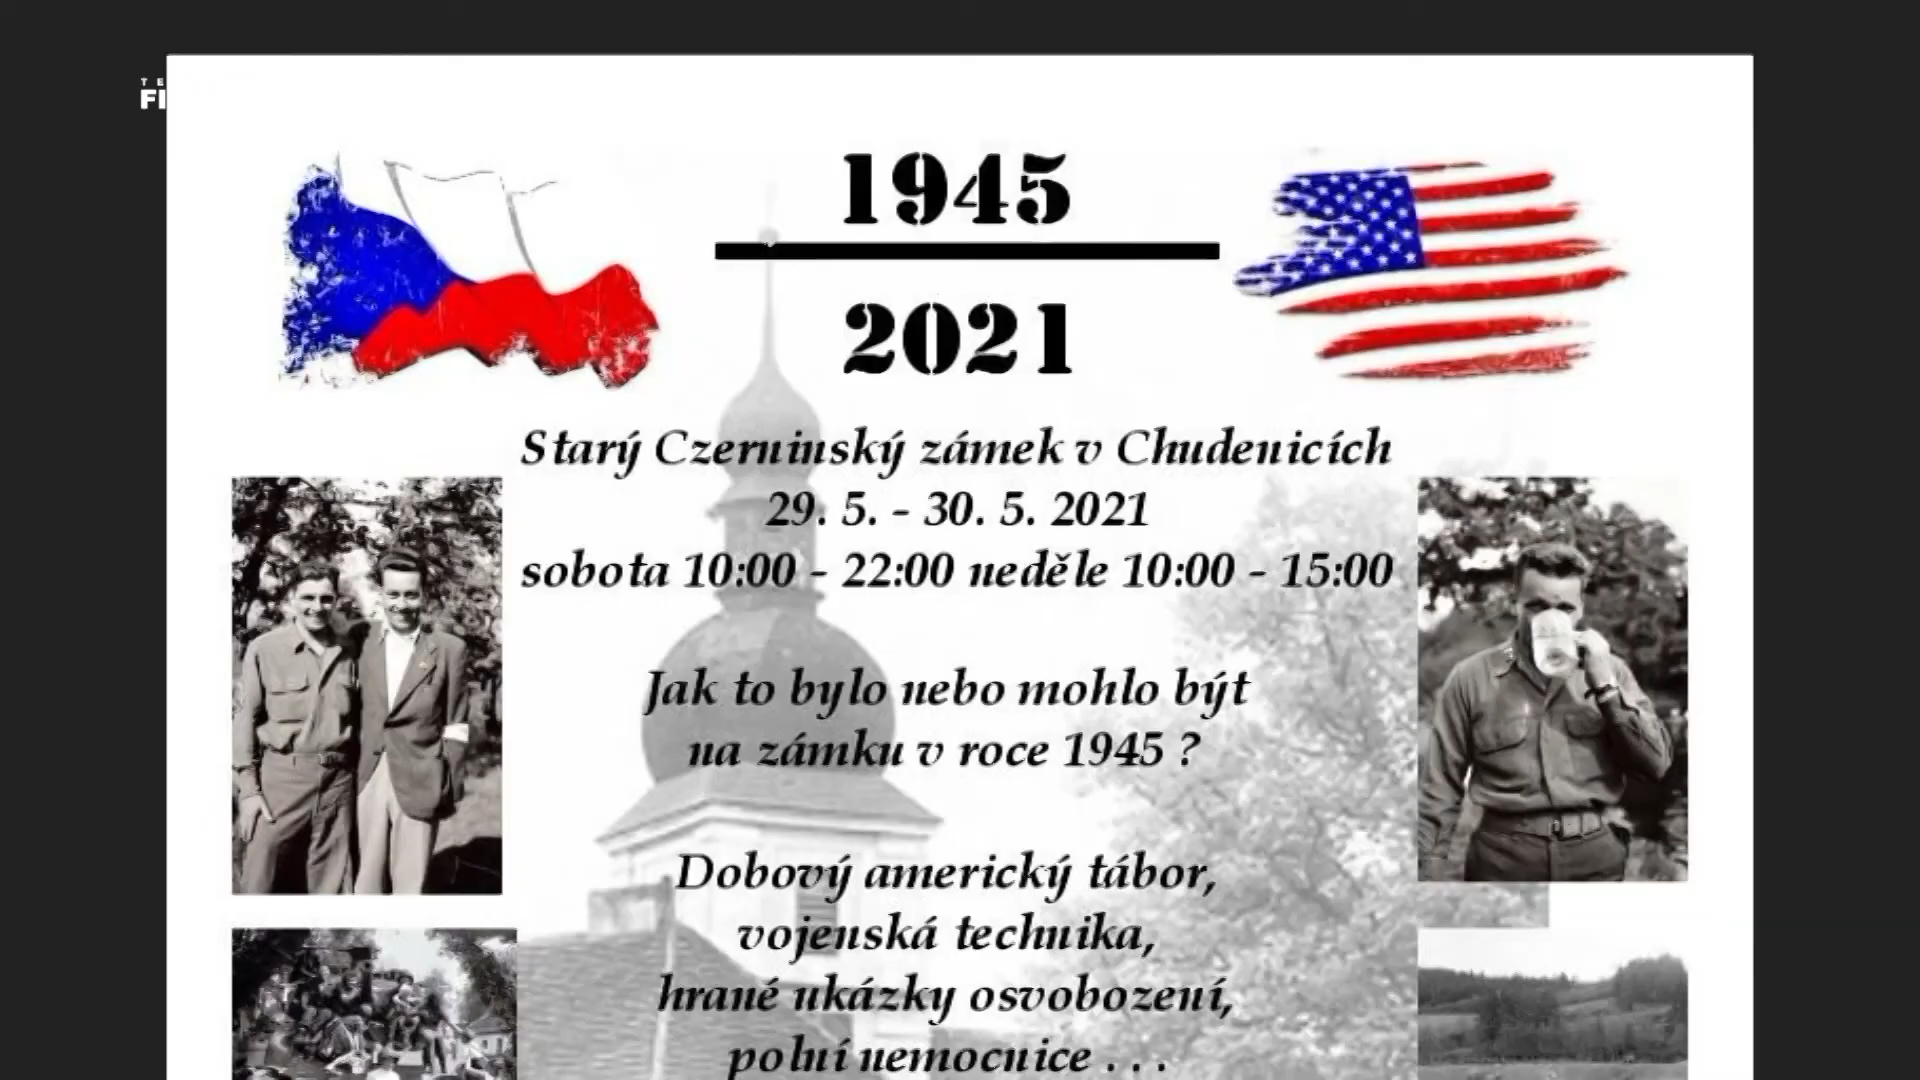 TE
FI
1945
2021
Starý Czerninský zámek v Chudenicích
29. 5. - 30. 5. 2021
sobota 10:00 - 22:00 neděle 10:00 - 15:00
Jak to bylo nebo mohlo být
na zámku v roce 1945 ?
Dobový americký tábor,
vojenská technika,
hrané ukázky osvobození,
polní nemocnice . . .